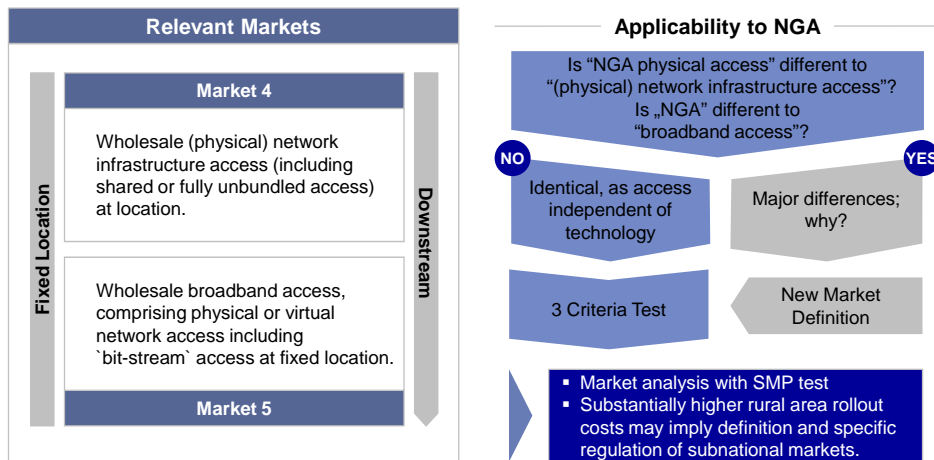 Relevant Markets
Fixed Location
Market 4
Wholesale (physical) network
infrastructure access (including
shared or fully unbundled access)
at location.
Wholesale broadband access,
comprising physical or virtual
network access including
`bit-stream` access at fixed location.
Market 5
Downstream
Applicability to NGA
Is “NGA physical access” different to
“(physical) network infrastructure access”?
Is „NGA” different to
“broadband access”?
NO
YES
Identical, as access
independent of
technology
Major differences;
why?
3 Criteria Test
New Market
Definition
▪ Market analysis with SMP test
▪ Substantially higher rural area rollout
costs may imply definition and specific
regulation of subnational markets.